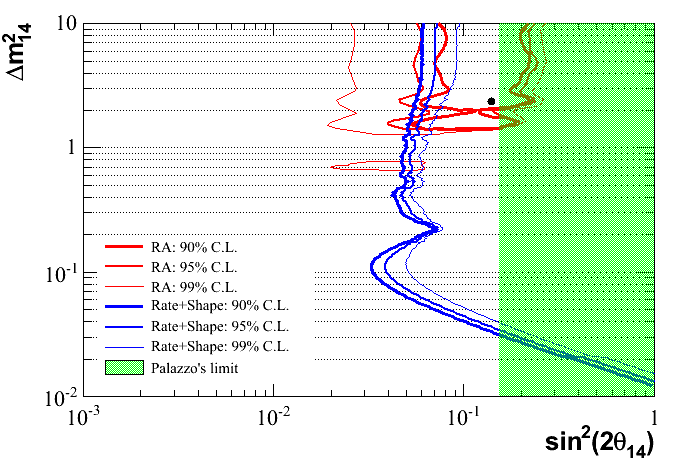 Δm²₁₄
10
1
10⁻¹
10⁻²
RA: 90% C.L.
RA: 95% C.L.
RA: 99% C.L.
Rate+Shape: 90% C.L.
Rate+Shape: 95% C.L.
Rate+Shape: 99% C.L.
Palazzo's limit
10⁻³ 10⁻² 10⁻¹ 1
sin²(2θ₁₄)